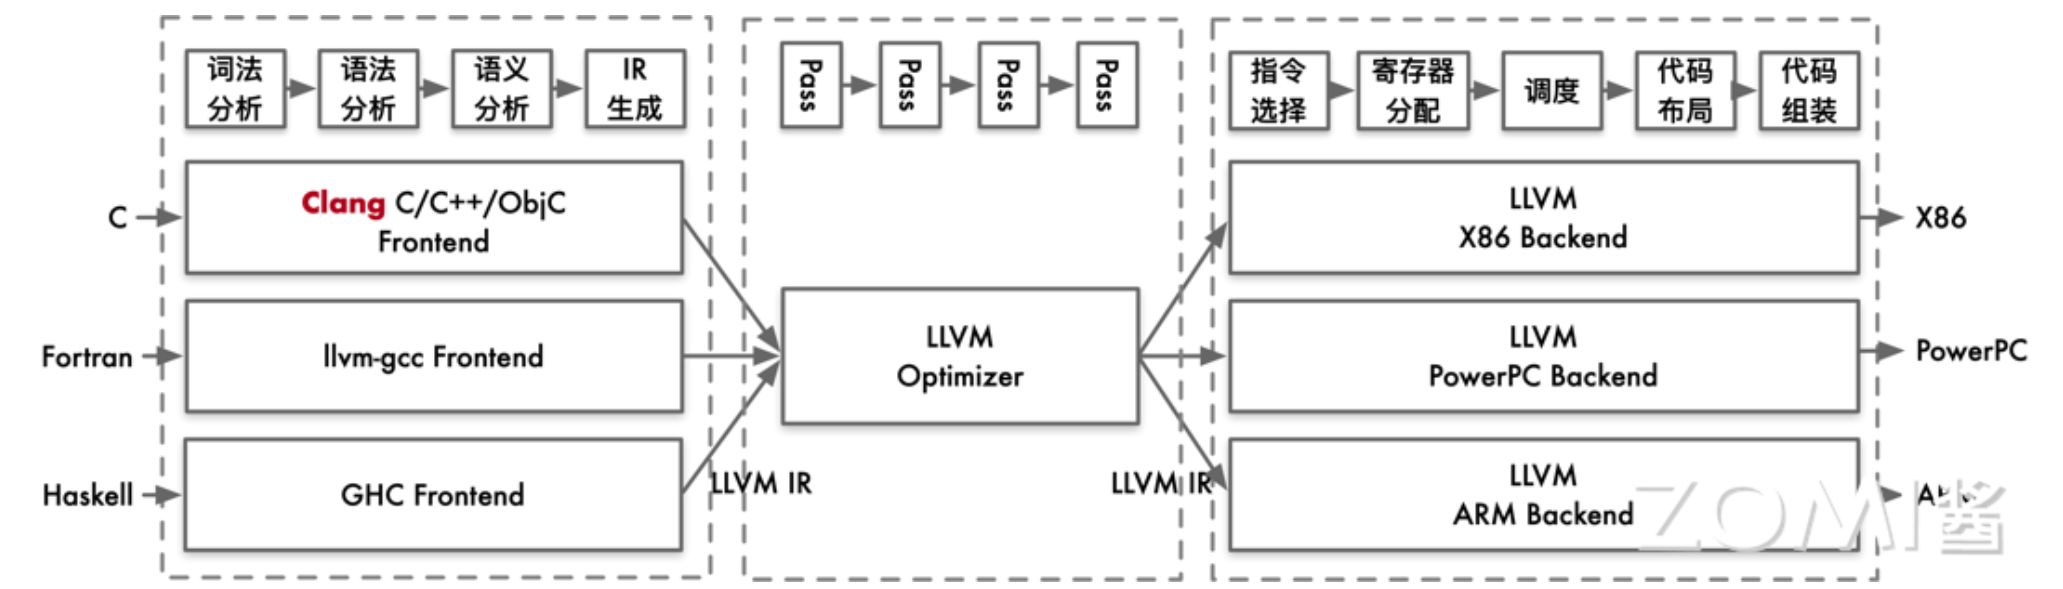 词法
分析
语法
分析
语义
分析
IR
生成
Pass
Pass
Pass
Pass
指令
选择
寄存器
分配
调度
代码
布局
代码
组装
C
Clang C/C++/ObjC
Frontend
Fortran
llvm-gcc Frontend
Haskell
GHC Frontend
LLVM IR
LLVM
Optimizer
LLVM IR
LLVM
X86 Backend
X86
LLVM
PowerPC Backend
PowerPC
LLVM
ARM Backend
ZOMI酱